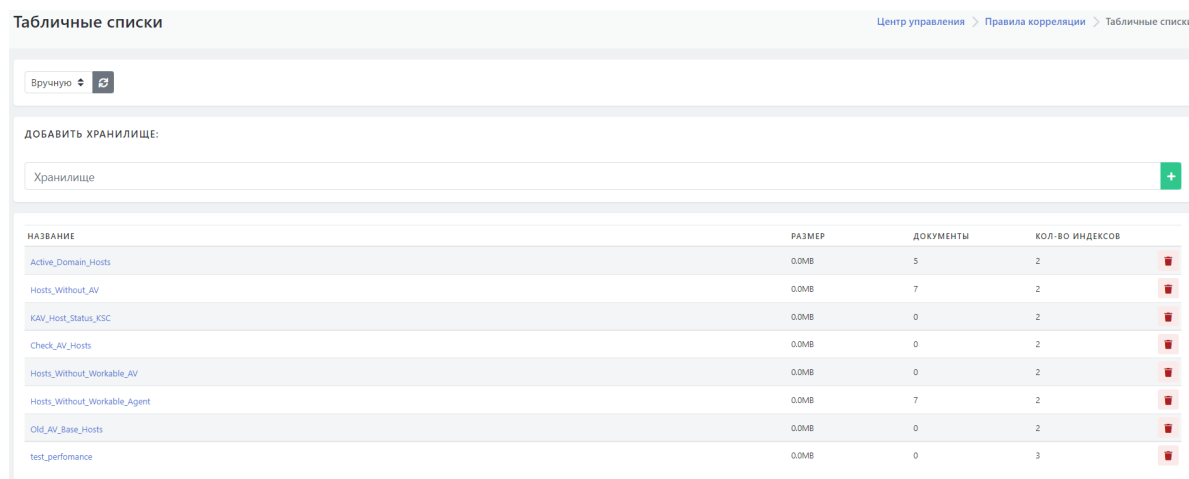 Табличные списки
Центр управления > Правила корреляции > Табличные списки
Вручную
ДОБАВИТЬ ХРАНИЛИЩЕ:
Хранилище
+
НАЗВАНИЕ РАЗМЕР ДОКУМЕНТЫ КОЛ-ВО ИНДЕКСОВ
Active_Domain_Hosts 0.0MB 5 2
Hosts_Without_AV 0.0MB 7 2
KAV_Host_Status_KSC 0.0MB 0 2
Check_AV_Hosts 0.0MB 0 2
Hosts_Without_Workable_AV 0.0MB 0 2
Hosts_Without_Workable_Agent 0.0MB 7 2
Old_AV_Base_Hosts 0.0MB 0 2
test_perfomance 0.0MB 0 3